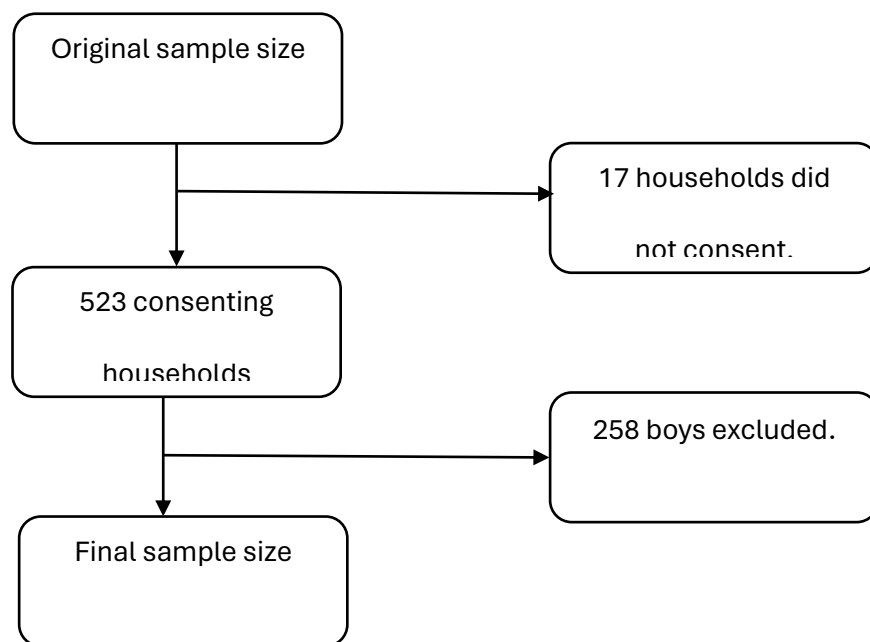 Original sample size
17 households did
not consent.
523 consenting
households
258 boys excluded.
Final sample size